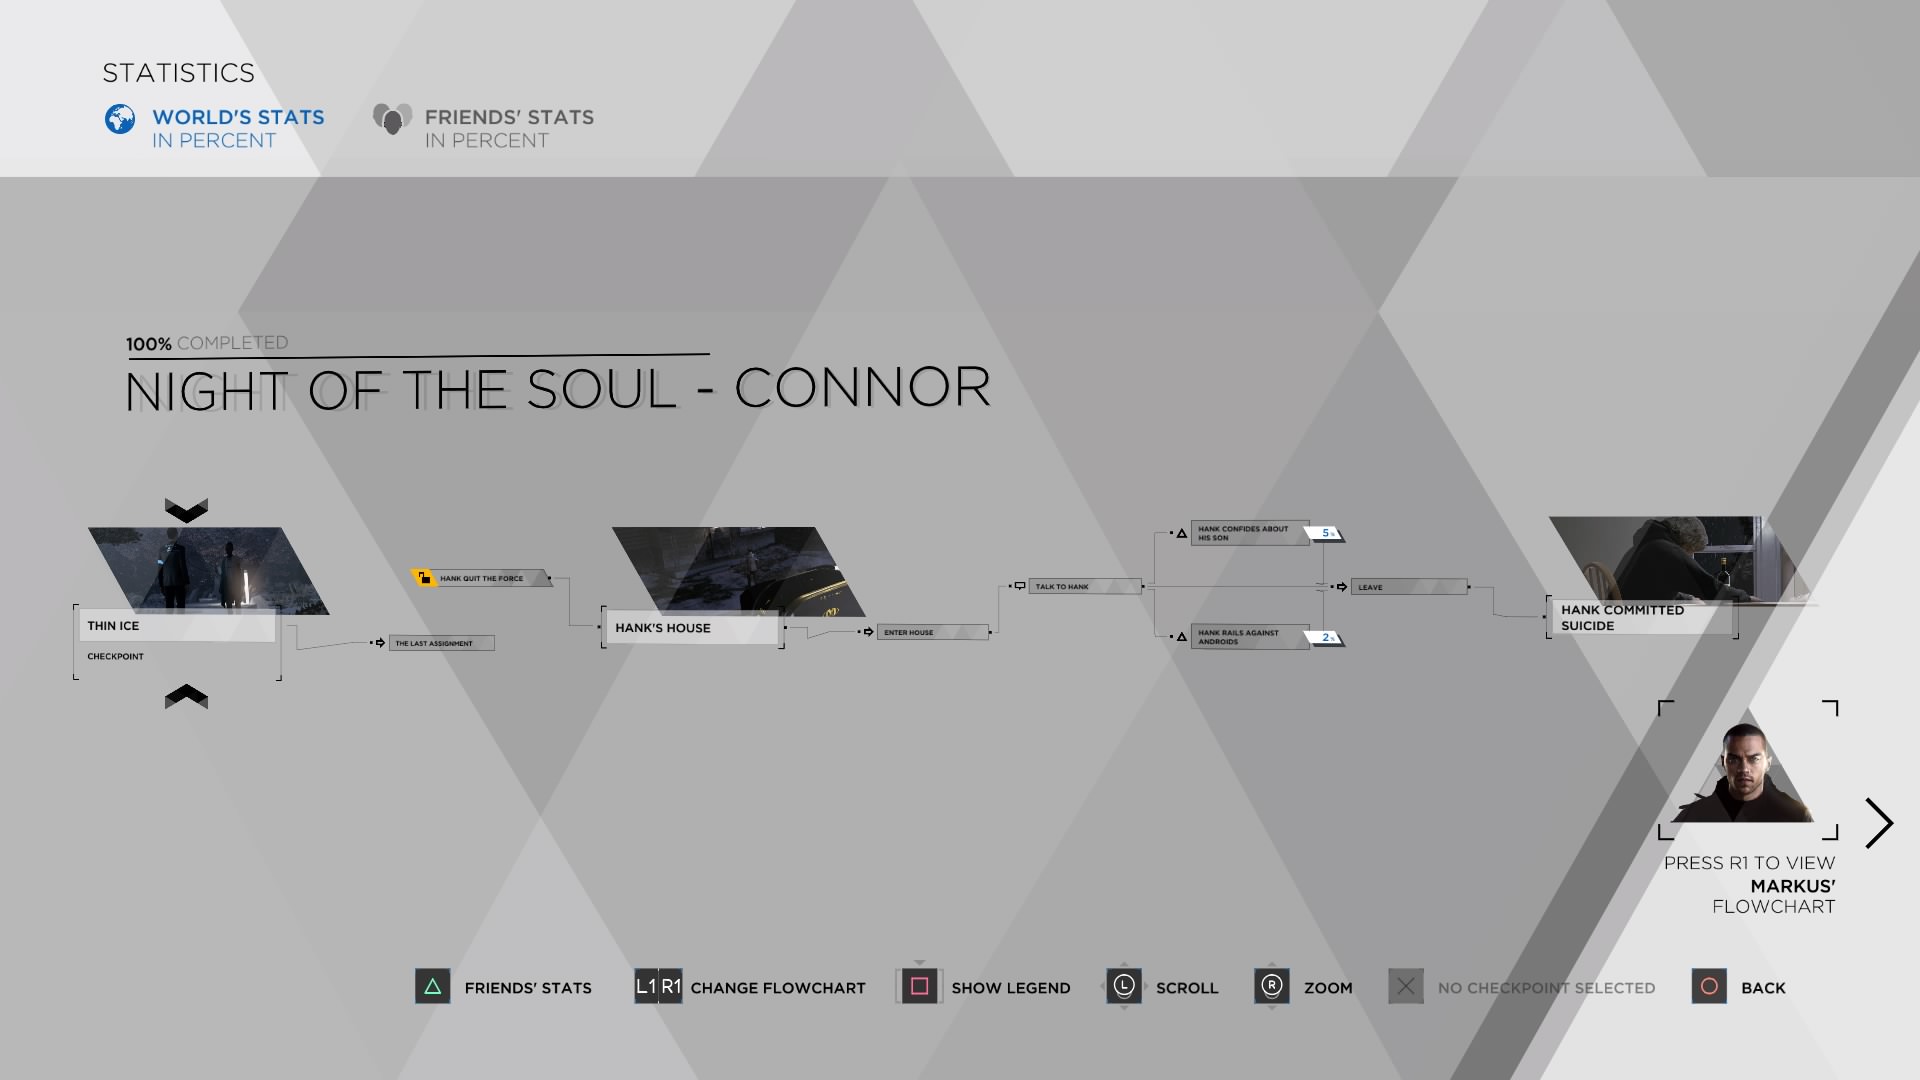 STATISTICS
WORLD'S STATS
IN PERCENT
FRIENDS' STATS
IN PERCENT
100% COMPLETED
NIGHT OF THE SOUL - CONNOR
THIN ICE
CHECKPOINT
THE LAST ASSIGNMENT
HANK QUIT THE FORCE
HANK'S HOUSE
ENTER HOUSE
TALK TO HANK
HANK CONFIDES ABOUT
HIS SON
5%
HANK RAILS AGAINST
ANDROIDS
2%
LEAVE
HANK COMMITTED
SUICIDE
PRESS R1 TO VIEW
MARKUS'
FLOWCHART
FRIENDS' STATS
L1 R1 CHANGE FLOWCHART
SHOW LEGEND
L SCROLL
R ZOOM
NO CHECKPOINT SELECTED
BACK